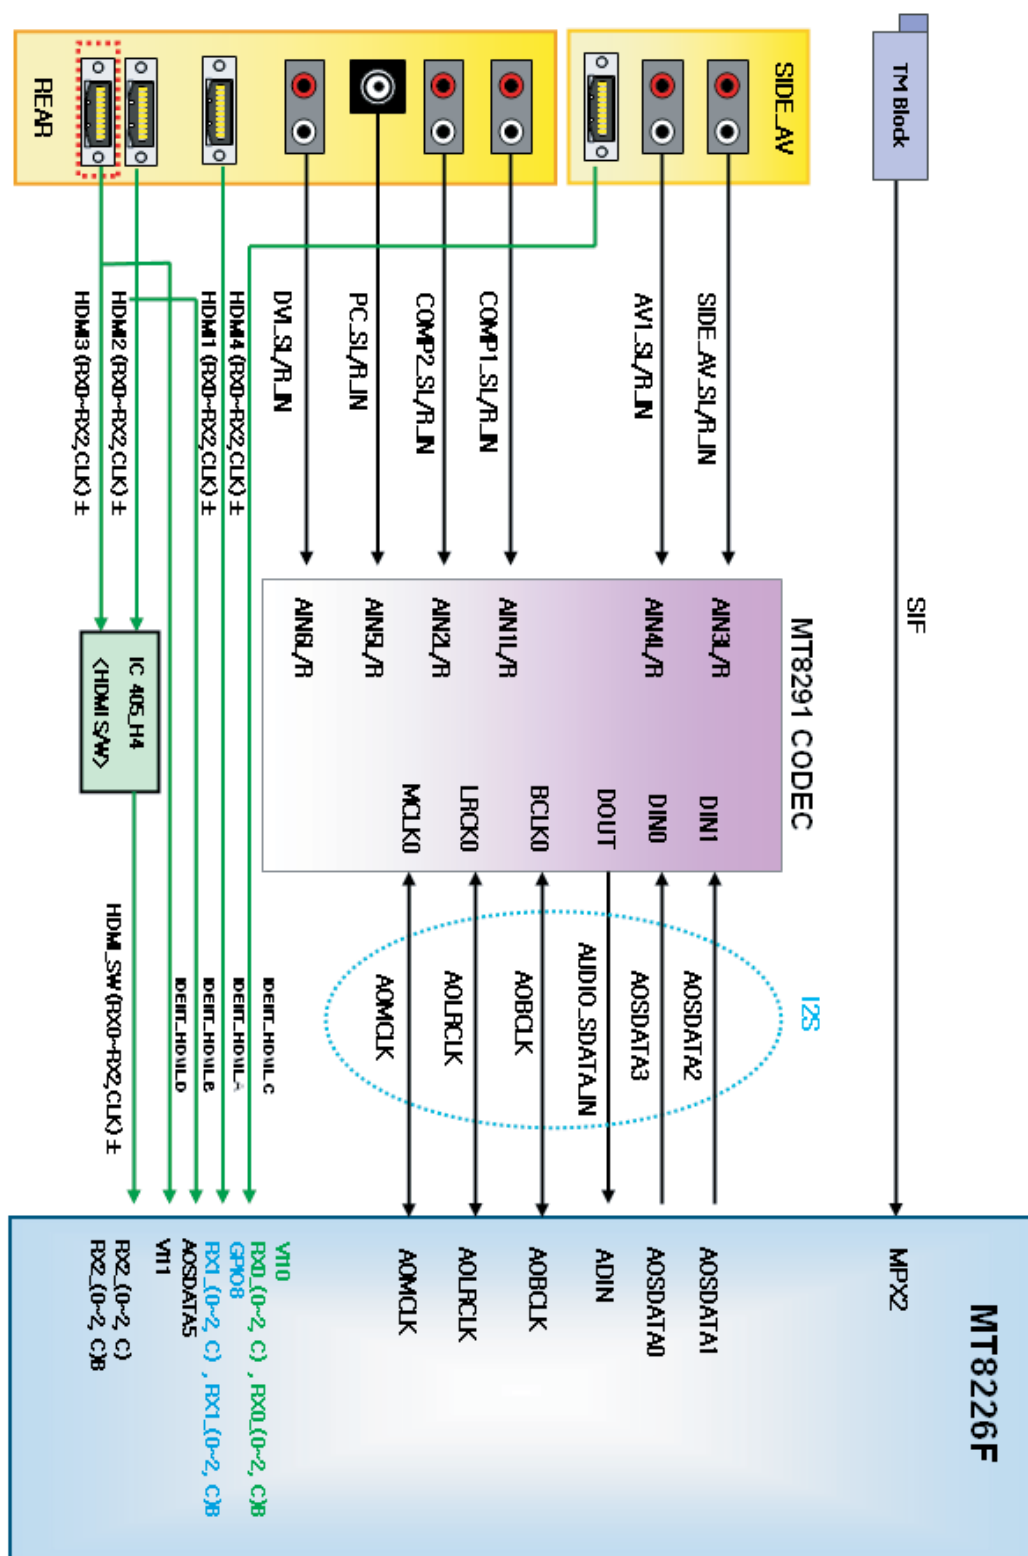 TM Block
SIF
MPX2
MT8226F
SIDE_AV
SIDE_AV_SL/R_IN
AV1_SL/R_IN
REAR
COMP1_SL/R_IN
COMP2_SL/R_IN
PC_SL/R_IN
DVI_SL/R_IN
HDMI4 (RX0~RX2,CLK) ±
HDMI1 (RX0~RX2,CLK) ±
HDMI2 (RX0~RX2,CLK) ±
HDMI3 (RX0~RX2,CLK) ±
MT8291 CODEC
AIN3L/R
AIN4L/R
AIN1L/R
AIN2L/R
AIN5L/R
AIN6L/R
DIN1
DIN0
DOUT
BCLK0
LRCK0
MCLK0
IC 405_H4
<HDMI S/W>
I2S
AOSDATA2
AOSDATA3
AUDIO_SDATA_IN
AOBCLK
AOLRCLK
AOMCLK
IDENT_HDMI_C
IDENT_HDMI_A
IDENT_HDMI_B
IDENT_HDMI_D
HDMI_SW (RX0~RX2,CLK) ±
AOSDATA1
AOSDATA0
ADIN
AOBCLK
AOLRCLK
AOMCLK
VI10
RX0_(0~2, C) , RX0_(0~2, C)B
GPIO8
RX1_(0~2, C) , RX1_(0~2, C)B
AOSDATA5
VI11
RX2_(0~2, C)
RX2_(0~2, C)B